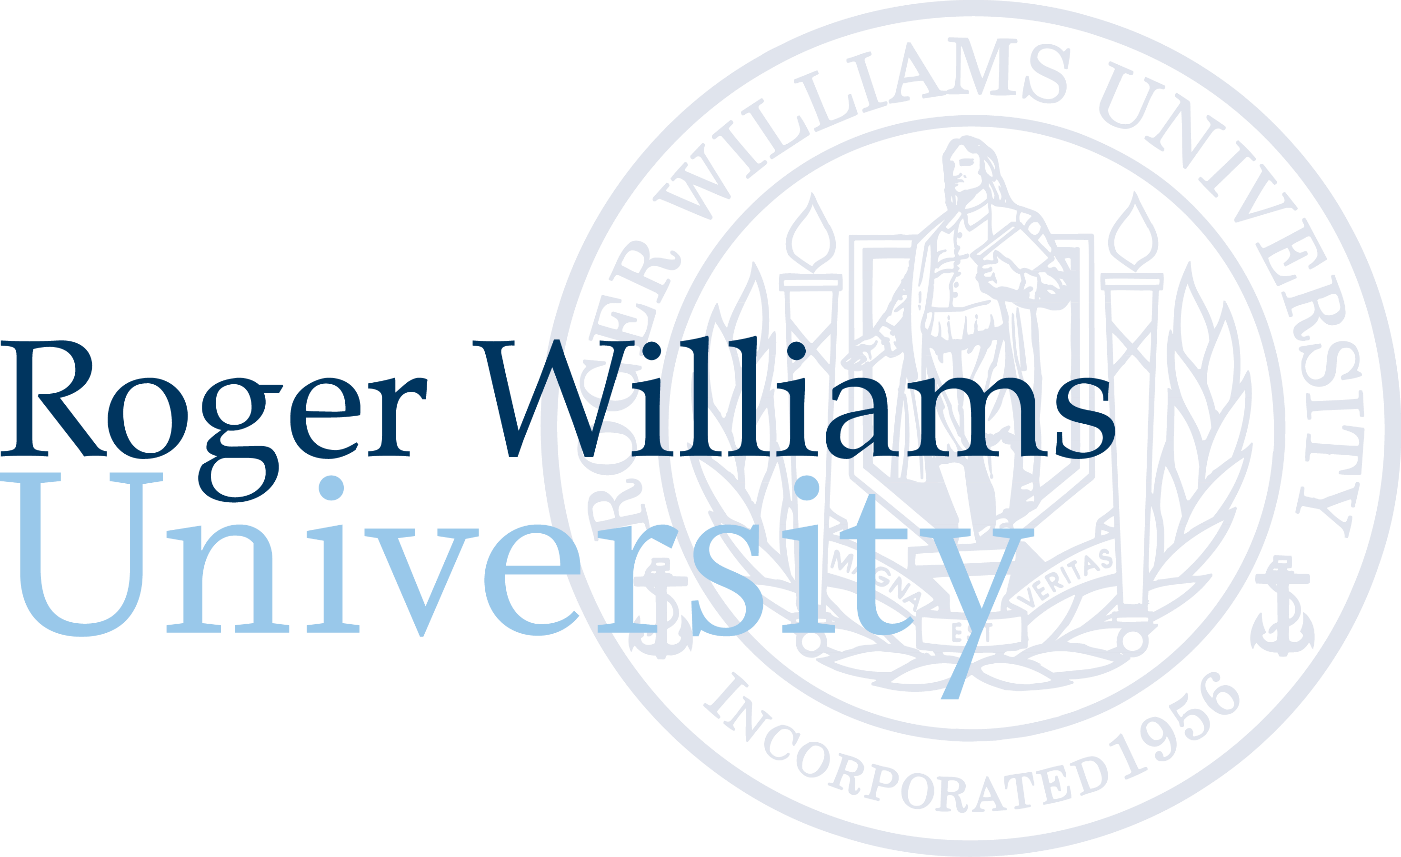 ROGER WILLIAMS UNIVERSITY
Roger Williams
University
MAGNA EST VERITAS
INCORPORATED 1956